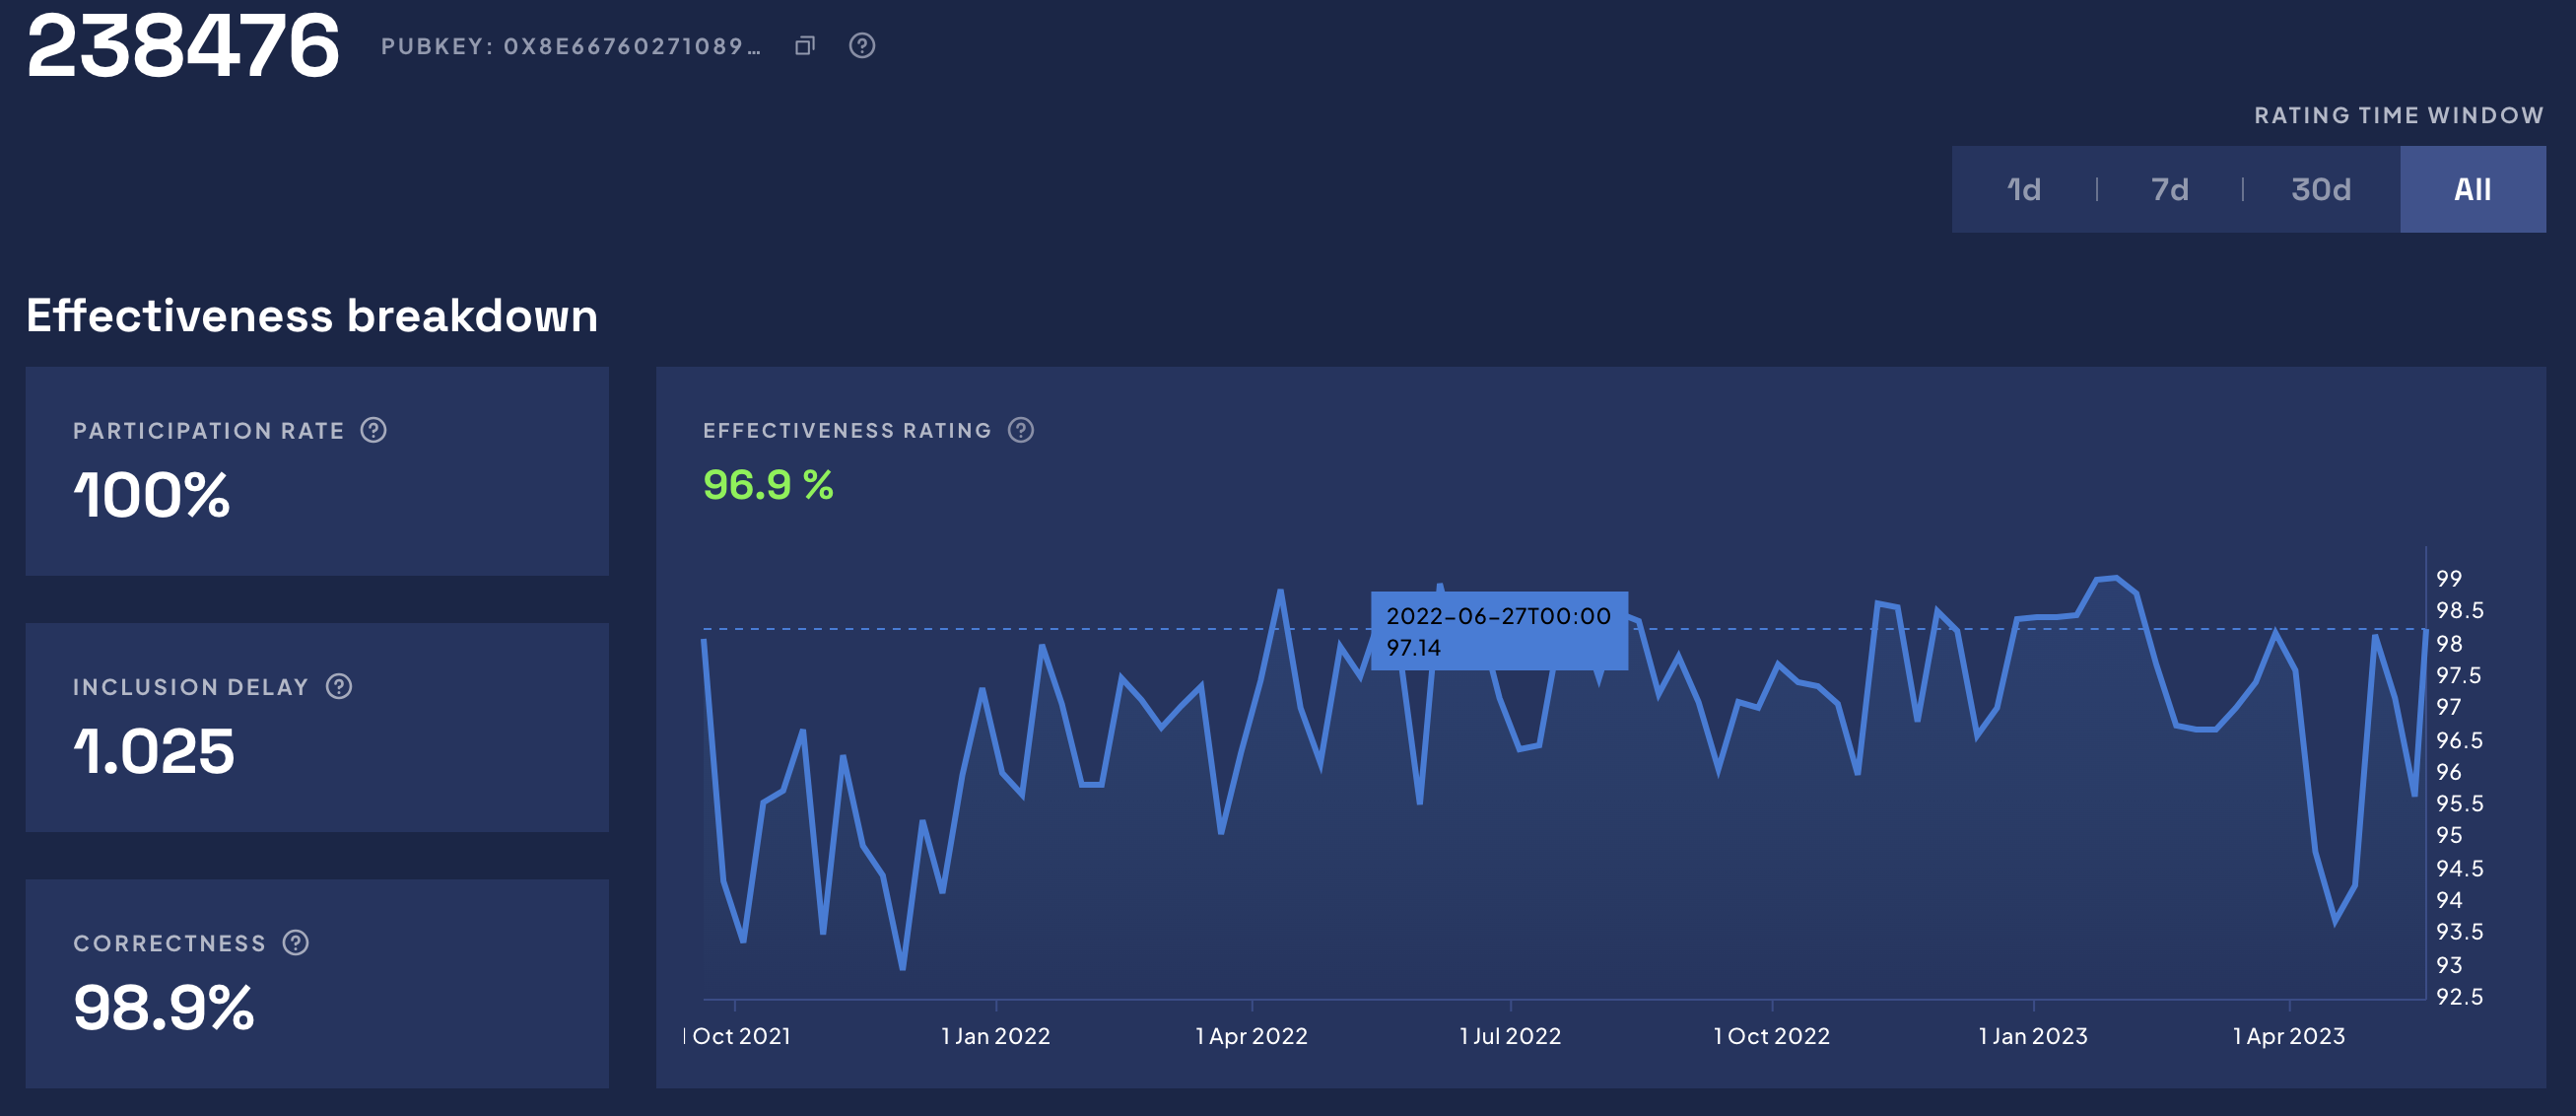 238476
PUBKEY: 0X8E66760271089…
RATING TIME WINDOW
1d
7d
30d
All
Effectiveness breakdown
PARTICIPATION RATE
100%
INCLUSION DELAY
1.025
CORRECTNESS
98.9%
EFFECTIVENESS RATING
96.9 %
2022-06-27T00:00
97.14
99
98.5
98
97.5
97
96.5
96
95.5
95
94.5
94
93.5
93
92.5
1 Oct 2021
1 Jan 2022
1 Apr 2022
1 Jul 2022
1 Oct 2022
1 Jan 2023
1 Apr 2023